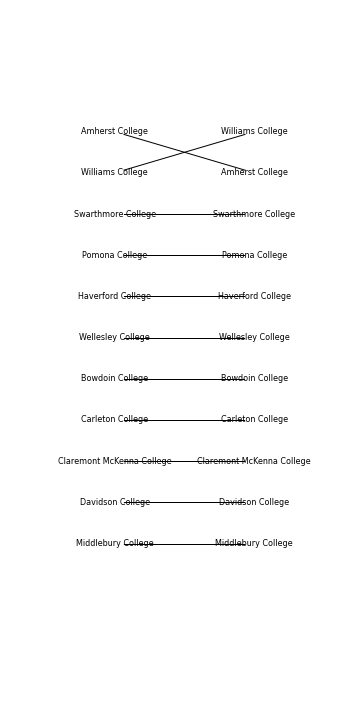 Amherst College Williams College
Williams College Amherst College
Swarthmore College Swarthmore College
Pomona College Pomona College
Haverford College Haverford College
Wellesley College Wellesley College
Bowdoin College Bowdoin College
Carleton College Carleton College
Claremont McKenna College Claremont McKenna College
Davidson College Davidson College
Middlebury College Middlebury College